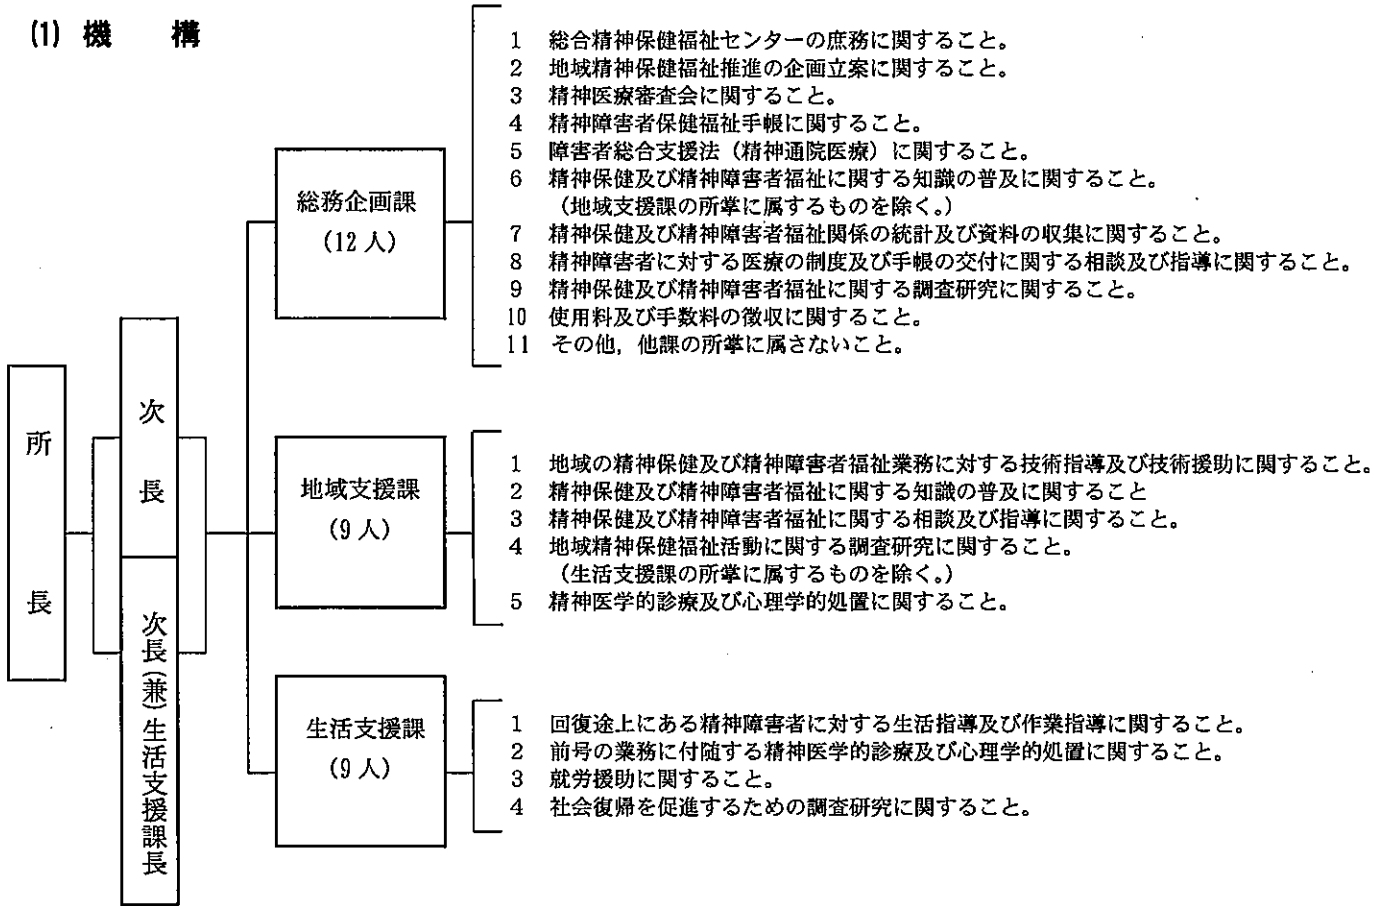 (1) 機　構
所長
次長
次長(兼)生活支援課長
総務企画課
(12人)
1　総合精神保健福祉センターの庶務に関すること。
2　地域精神保健福祉推進の企画立案に関すること。
3　精神医療審査会に関すること。
4　精神障害者保健福祉手帳に関すること。
5　障害者総合支援法（精神通院医療）に関すること。
6　精神保健及び精神障害者福祉に関する知識の普及に関すること。
（地域支援課の所掌に属するものを除く。）
7　精神保健及び精神障害者福祉関係の統計及び資料の収集に関すること。
8　精神障害者に対する医療の制度及び手帳の交付に関する相談及び指導に関すること。
9　精神保健及び精神障害者福祉に関する調査研究に関すること。
10　使用料及び手数料の徴収に関すること。
11　その他，他課の所掌に属さないこと。
地域支援課
(9人)
1　地域の精神保健及び精神障害者福祉業務に対する技術指導及び技術援助に関すること。
2　精神保健及び精神障害者福祉に関する知識の普及に関すること
3　精神保健及び精神障害者福祉に関する相談及び指導に関すること。
4　地域精神保健福祉活動に関する調査研究に関すること。
（生活支援課の所掌に属するものを除く。）
5　精神医学的診療及び心理学的処置に関すること。
生活支援課
(9人)
1　回復途上にある精神障害者に対する生活指導及び作業指導に関すること。
2　前号の業務に付随する精神医学的診療及び心理学的処置に関すること。
3　就労援助に関すること。
4　社会復帰を促進するための調査研究に関すること。